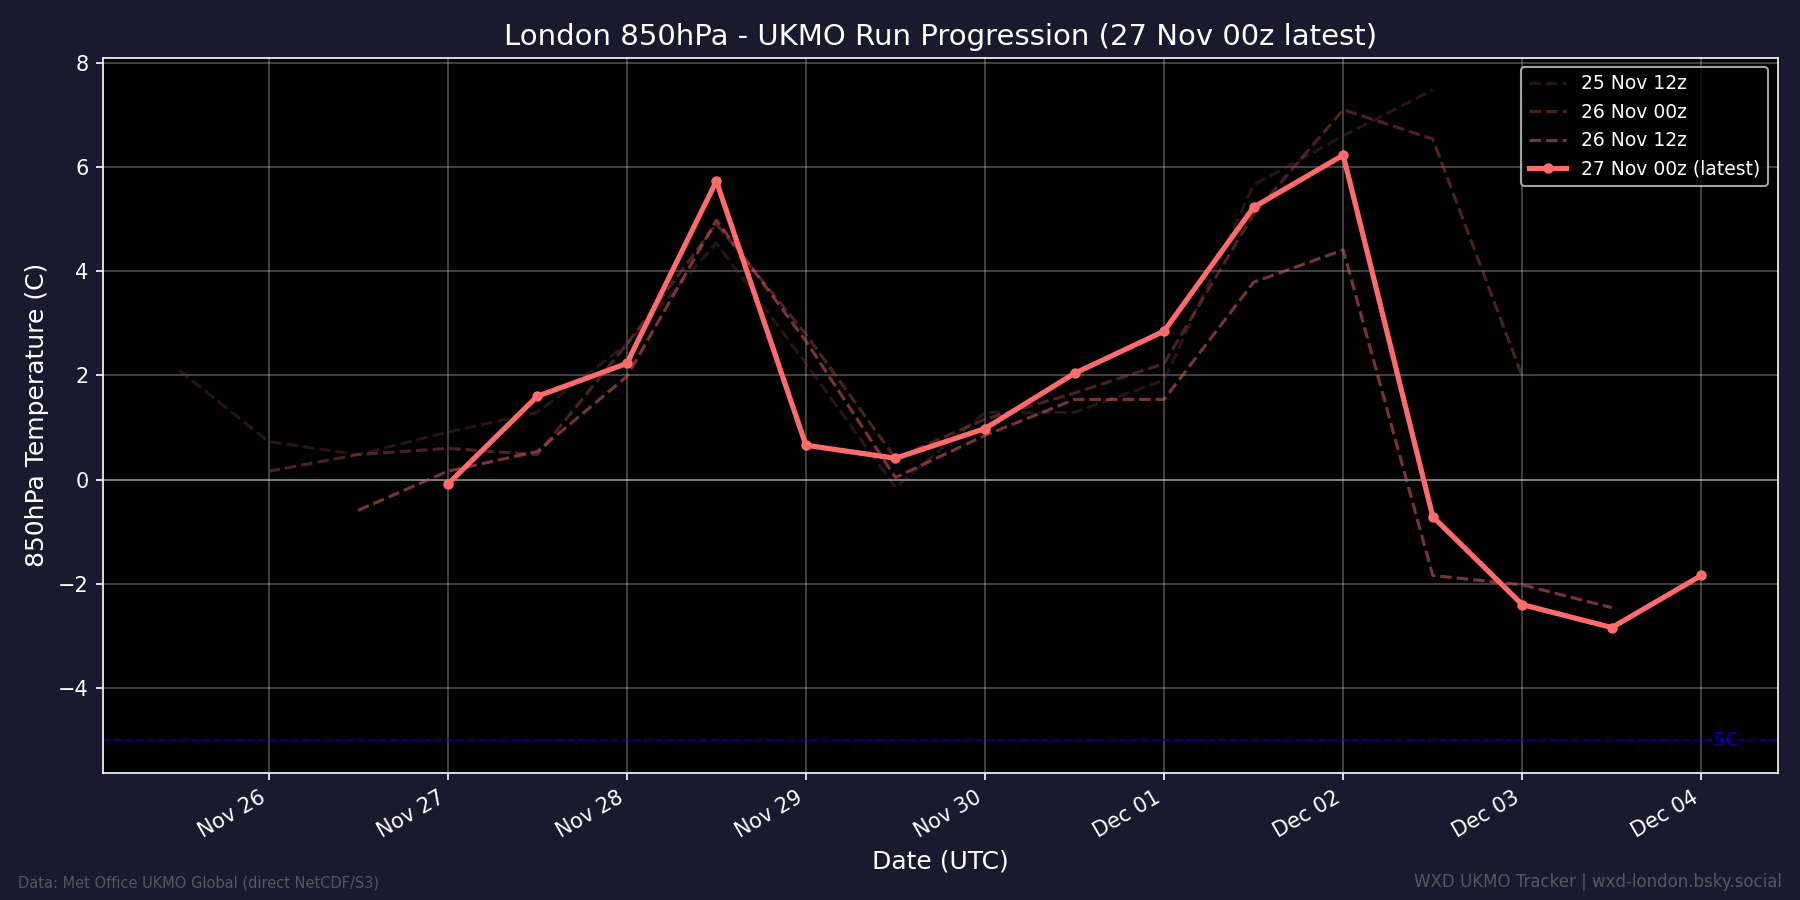 London 850hPa - UKMO Run Progression (27 Nov 00z latest)
25 Nov 12z
26 Nov 00z
26 Nov 12z
27 Nov 00z (latest)
850hPa Temperature (C)
8
6
4
2
0
−2
−4
-5C
Nov 26
Nov 27
Nov 28
Nov 29
Nov 30
Dec 01
Dec 02
Dec 03
Dec 04
Date (UTC)
Data: Met Office UKMO Global (direct NetCDF/S3)
WXD UKMO Tracker | wxd-london.bsky.social